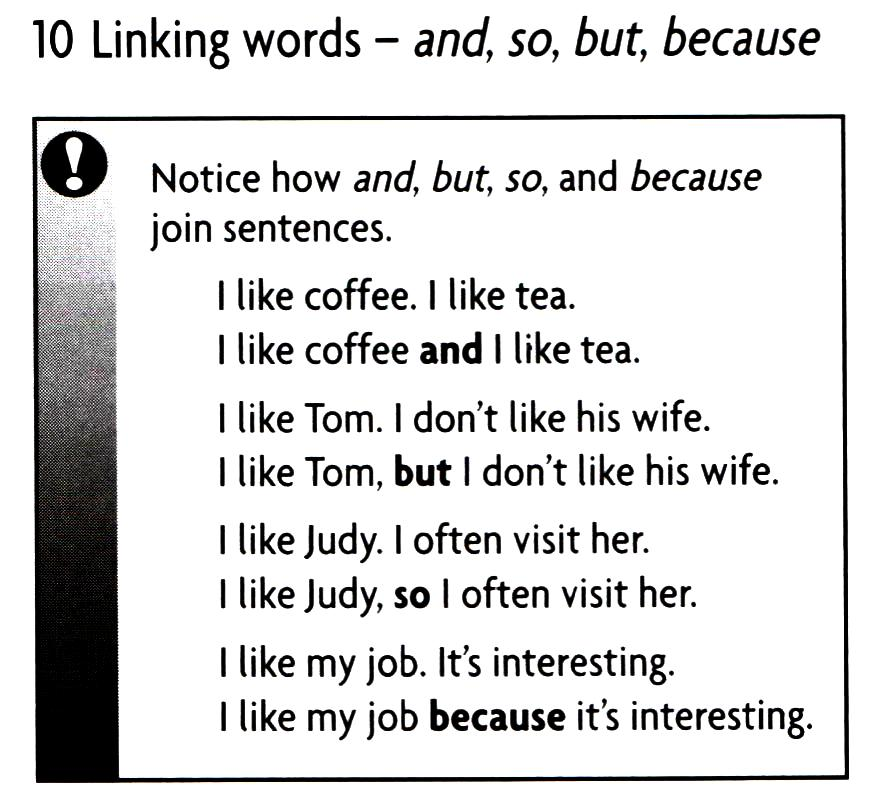 10 Linking words – and, so, but, because
Notice how and, but, so, and because
join sentences.
I like coffee. I like tea.
I like coffee and I like tea.
I like Tom. I don't like his wife.
I like Tom, but I don't like his wife.
I like Judy. I often visit her.
I like Judy, so I often visit her.
I like my job. It's interesting.
I like my job because it's interesting.